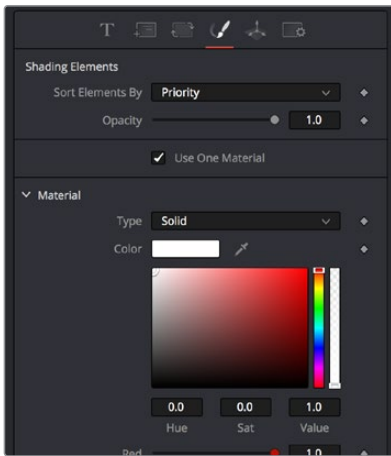 T
Shading Elements
Sort Elements By Priority
Opacity 1.0
Use One Material
Material
Type Solid
Color
0.0 0.0 1.0
Hue Sat Value
Red 1.0